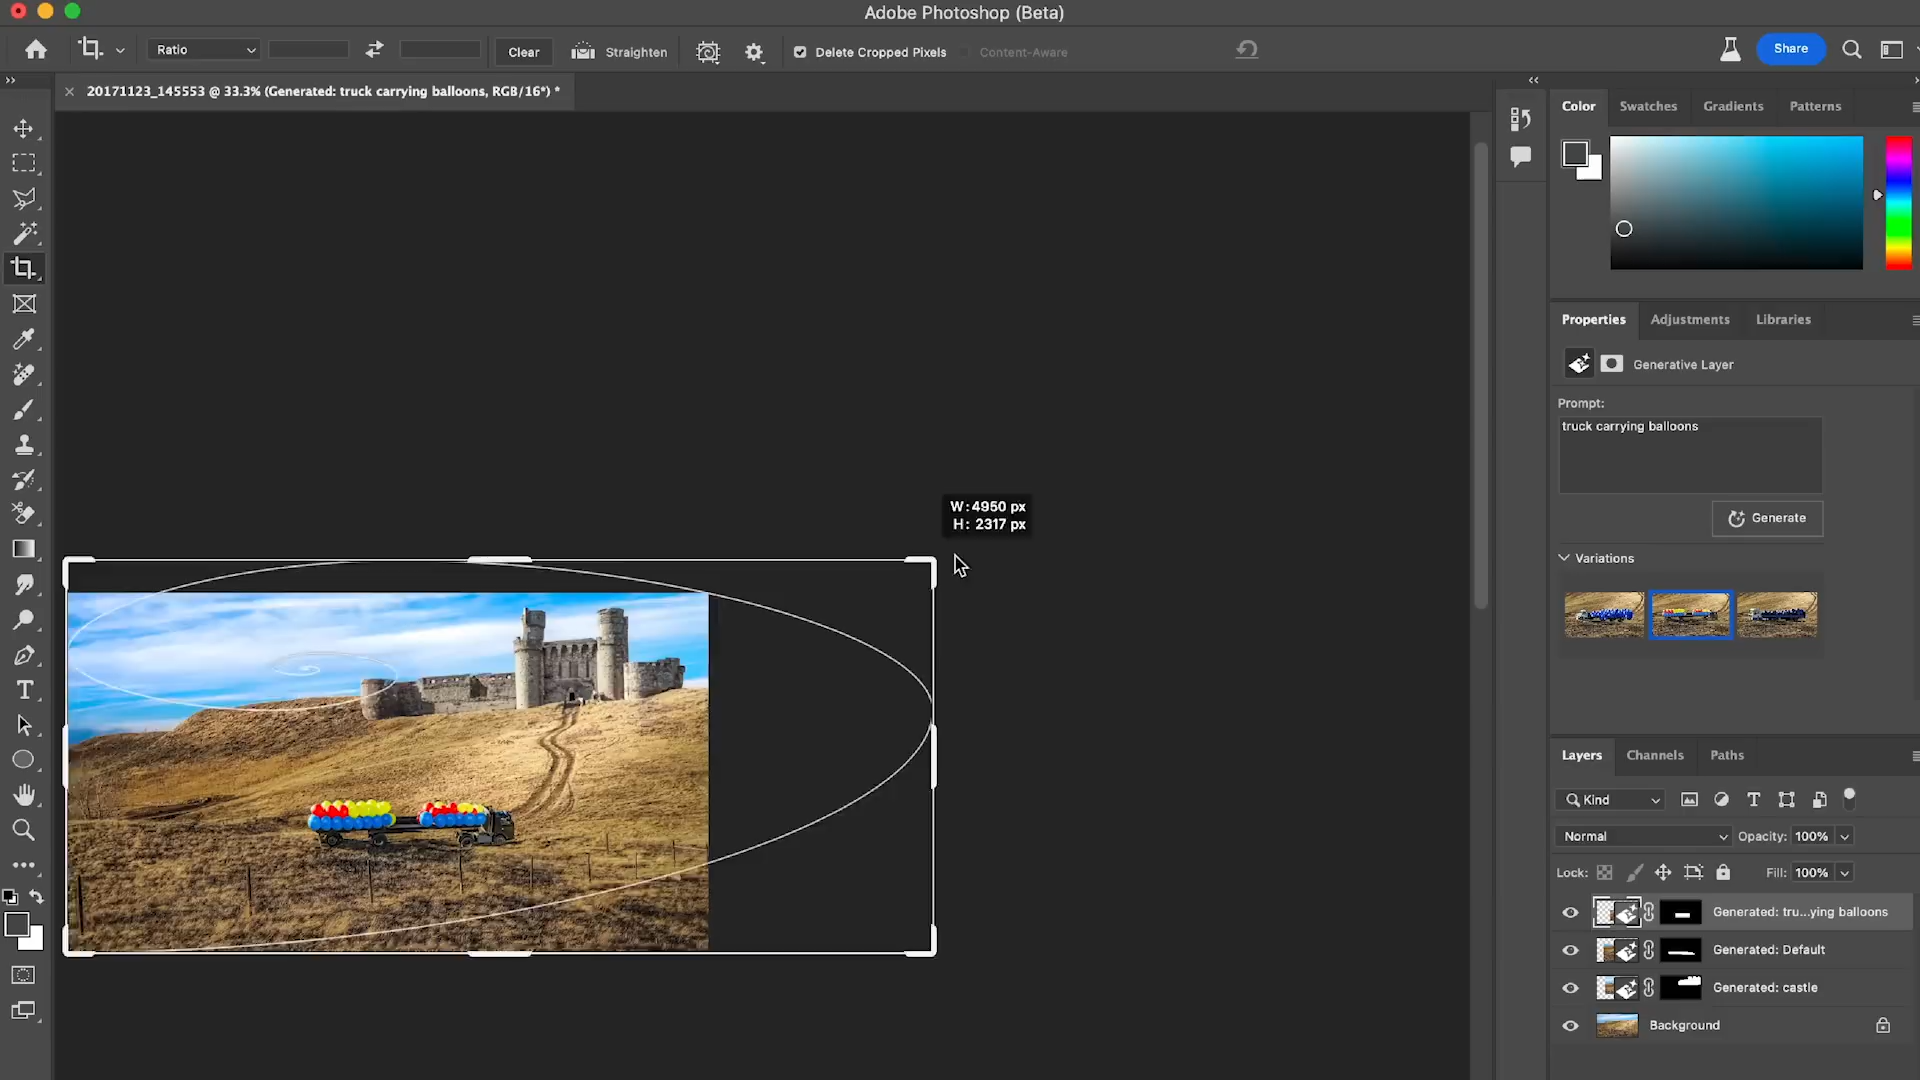 Adobe Photoshop (Beta)
Ratio
Clear
Straighten
Delete Cropped Pixels
Content-Aware
Share
20171123_145553 @ 33.3% (Generated: truck carrying balloons, RGB/16*) *
Color
Swatches
Gradients
Patterns
Properties
Adjustments
Libraries
Generative Layer
Prompt:
truck carrying balloons
W: 4950 px
H: 2317 px
Generate
Variations
Layers
Channels
Paths
Kind
Normal
Opacity: 100%
Lock:
Fill: 100%
Generated: tru...ying balloons
Generated: Default
Generated: castle
Background